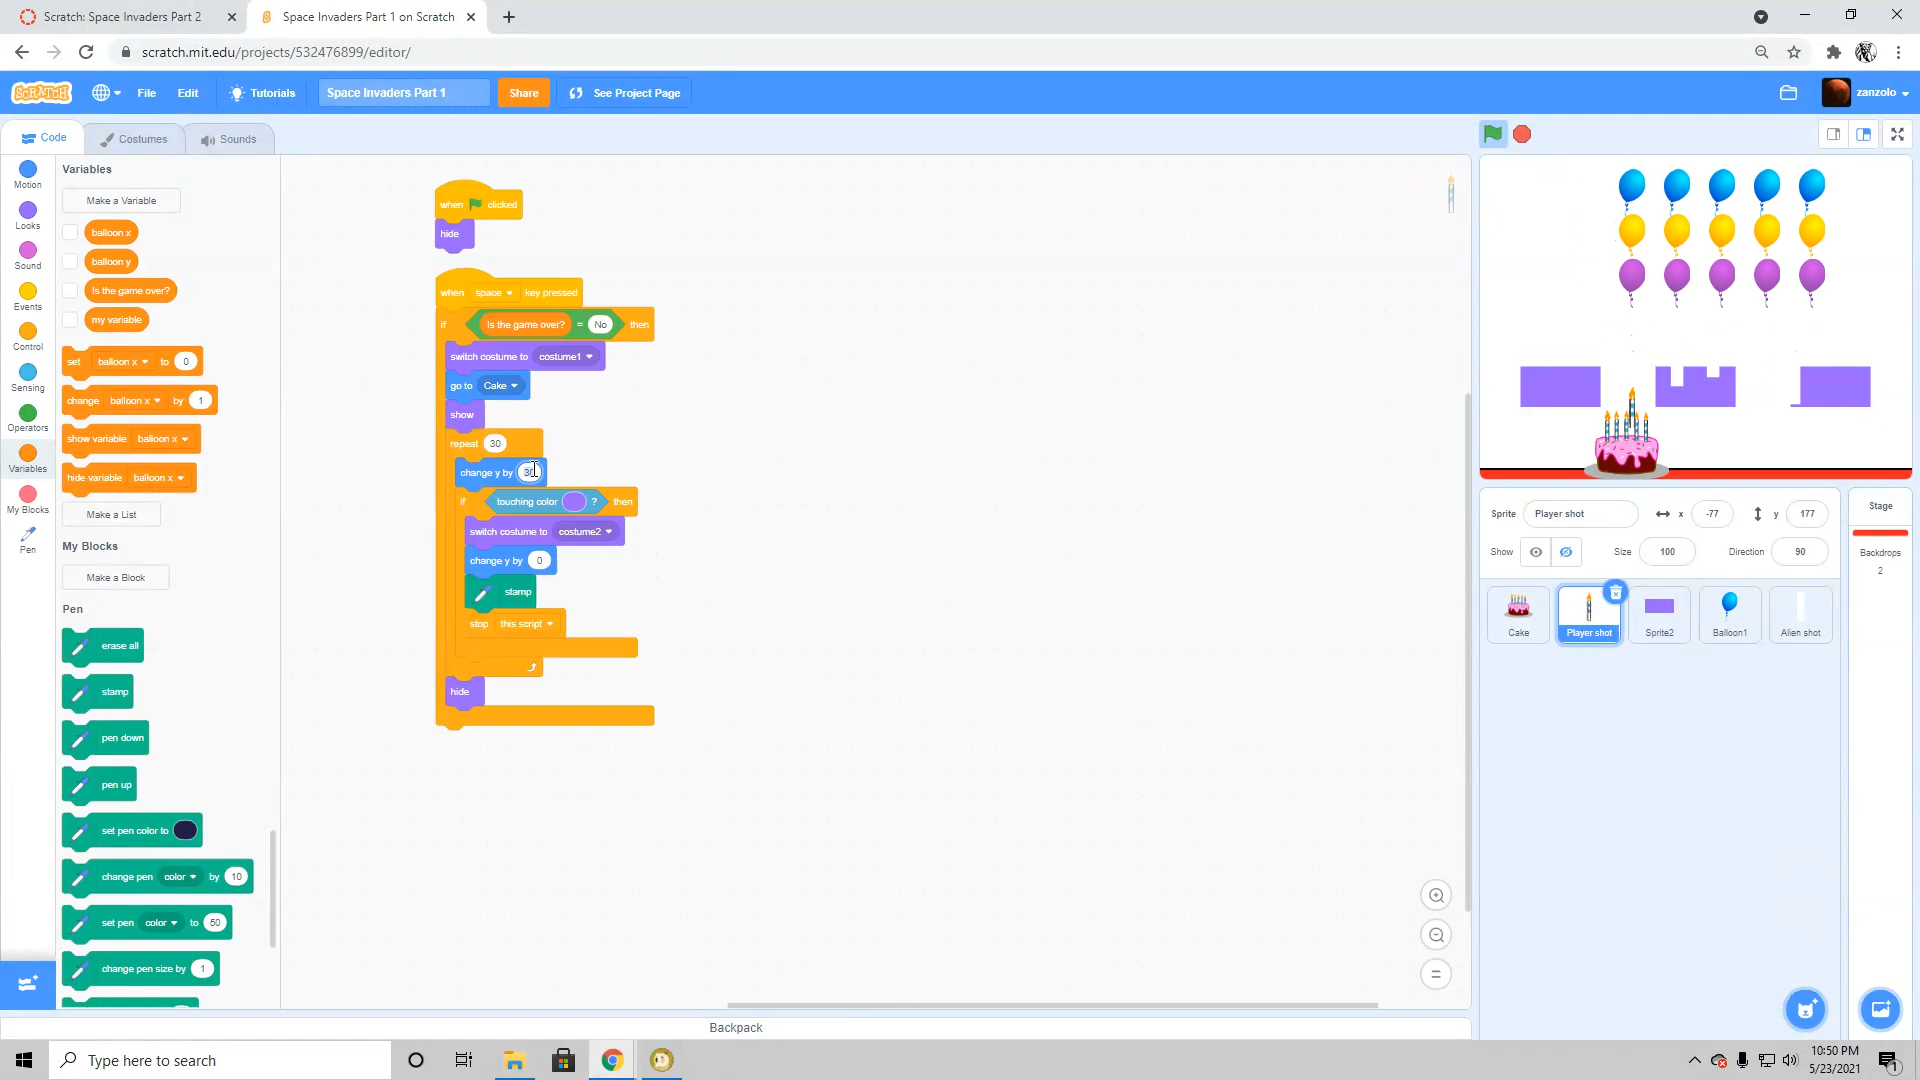 Scratch: Space Invaders Part 2
Space Invaders Part 1 on Scratch
scratch.mit.edu/projects/532476899/editor/
SCRATCH
File
Edit
Tutorials
Space Invaders Part 1
Share
See Project Page
zanzolo
Code
Costumes
Sounds
Motion
Looks
Sound
Events
Control
Sensing
Operators
Variables
My Blocks
Pen
Variables
Make a Variable
balloon x
balloon y
Is the game over?
my variable
set balloon x to 0
change balloon x by 1
show variable balloon x
hide variable balloon x
Make a List
My Blocks
Make a Block
Pen
erase all
stamp
pen down
pen up
set pen color to
change pen color by 10
set pen color to 50
change pen size by 1
when clicked
hide
when space key pressed
if Is the game over? = No then
switch costume to costume1
go to Cake
show
repeat 30
change y by 30
if touching color ? then
switch costume to costume2
change y by 0
stamp
stop this script
hide
Backpack
Sprite Player shot x -77 y 177
Show Size 100 Direction 90
Cake
Player shot
Sprite2
Balloon1
Alien shot
Stage
Backdrops
2
Type here to search
10:50 PM
5/23/2021
1